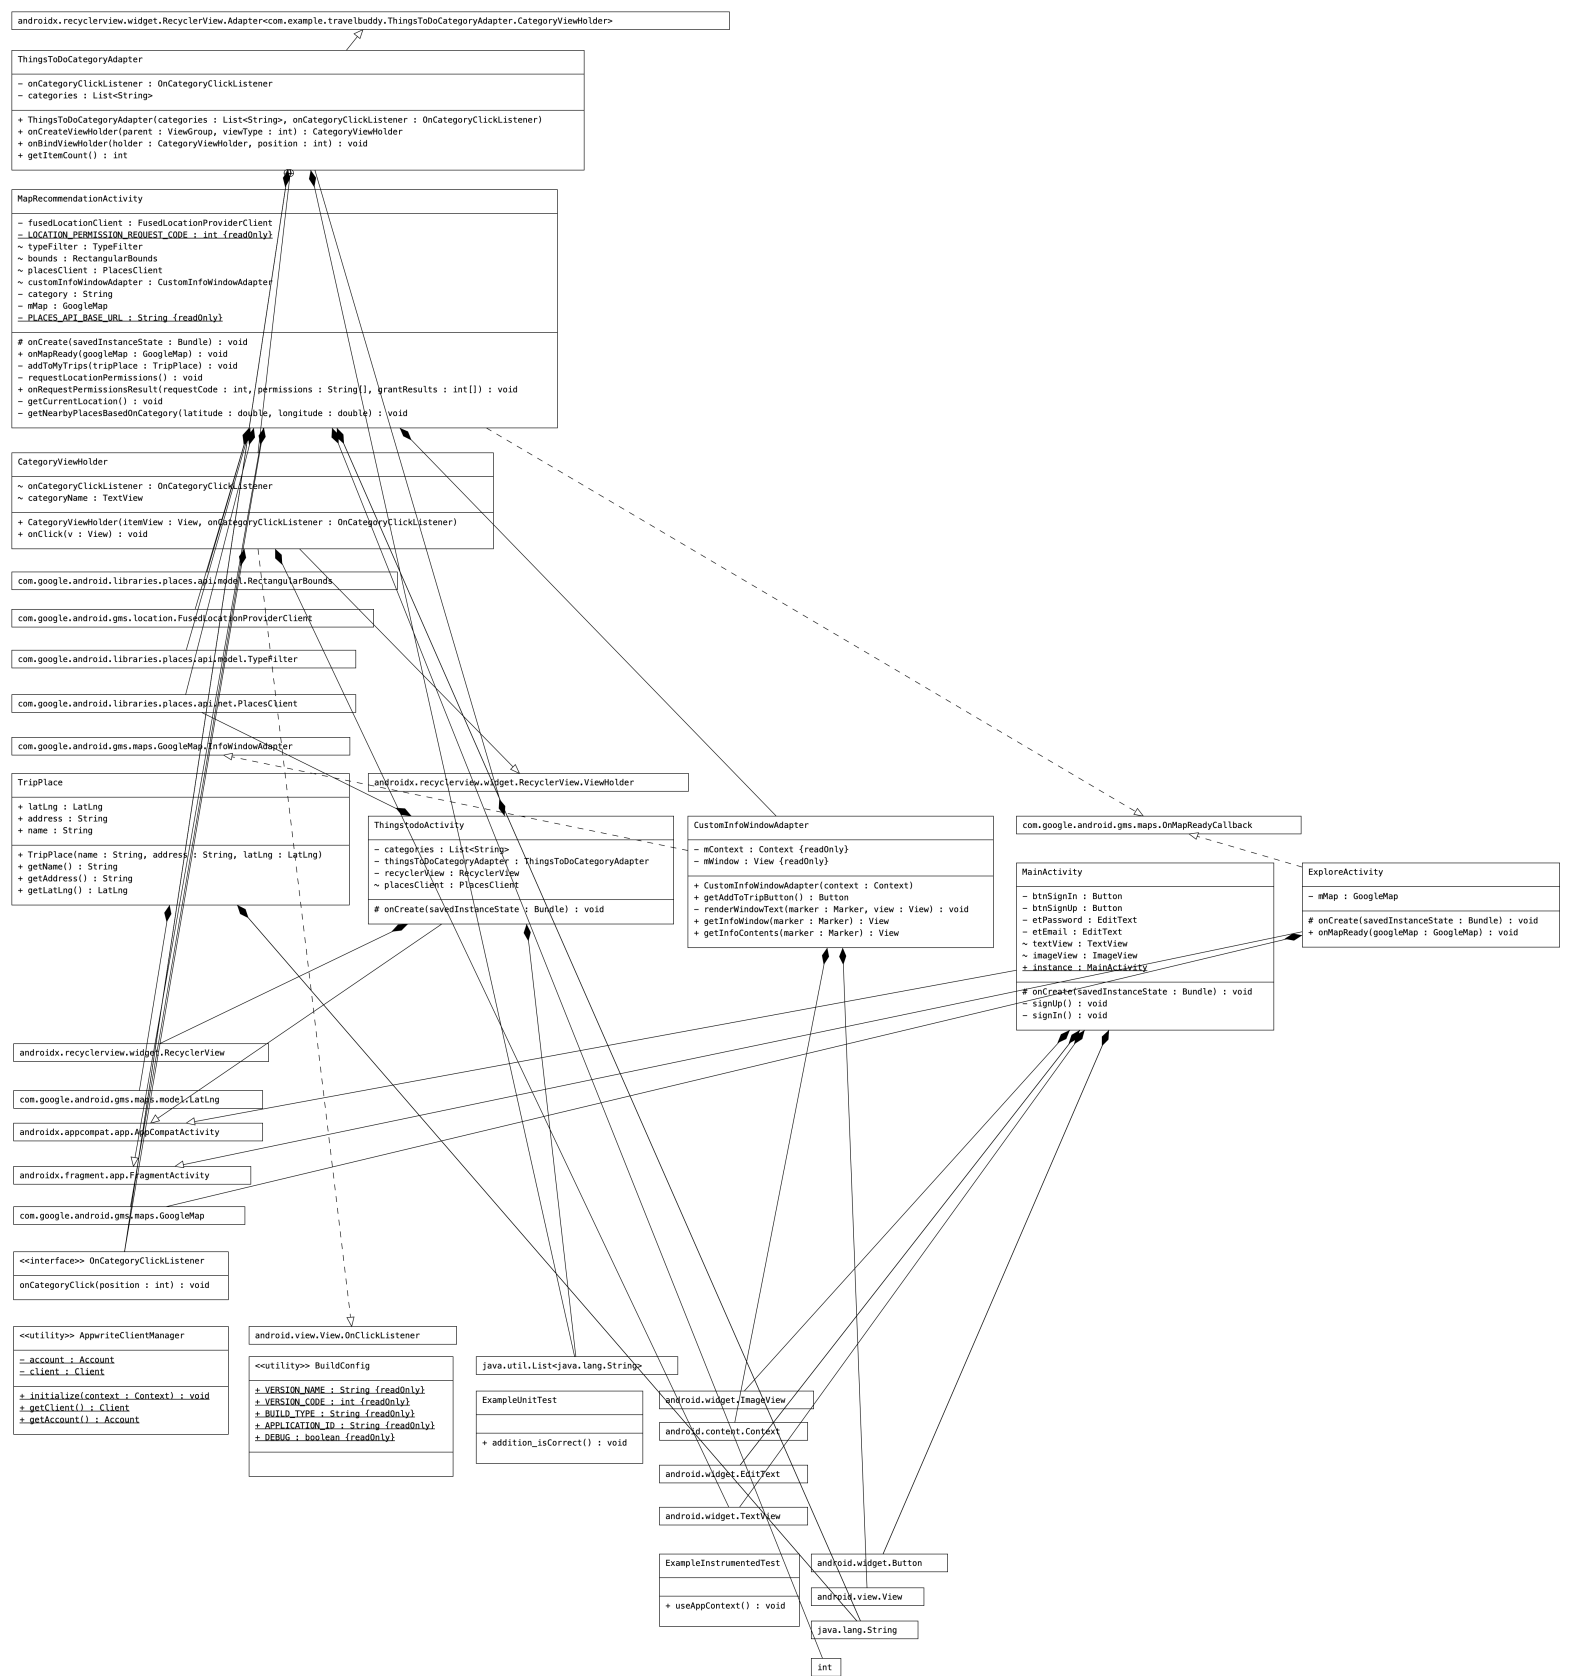 androidx.recyclerview.widget.RecyclerView.Adapter<com.example.travelbuddy.ThingsToDoCategoryAdapter.CategoryViewHolder>
ThingsToDoCategoryAdapter
− onCategoryClickListener : OnCategoryClickListener
− categories : List<String>
+ ThingsToDoCategoryAdapter(categories : List<String>, onCategoryClickListener : OnCategoryClickListener)
+ onCreateViewHolder(parent : ViewGroup, viewType : int) : CategoryViewHolder
+ onBindViewHolder(holder : CategoryViewHolder, position : int) : void
+ getItemCount() : int
MapRecommendationActivity
− fusedLocationClient : FusedLocationProviderClient
− LOCATION_PERMISSION_REQUEST_CODE : int {readOnly}
~ typeFilter : TypeFilter
~ bounds : RectangularBounds
~ placesClient : PlacesClient
~ customInfoWindowAdapter : CustomInfoWindowAdapter
− category : String
− mMap : GoogleMap
− PLACES_API_BASE_URL : String {readOnly}
# onCreate(savedInstanceState : Bundle) : void
+ onMapReady(googleMap : GoogleMap) : void
− addToMyTrips(tripPlace : TripPlace) : void
− requestLocationPermissions() : void
+ onRequestPermissionsResult(requestCode : int, permissions : String[], grantResults : int[]) : void
− getCurrentLocation() : void
− getNearbyPlacesBasedOnCategory(latitude : double, longitude : double) : void
CategoryViewHolder
~ onCategoryClickListener : OnCategoryClickListener
~ categoryName : TextView
+ CategoryViewHolder(itemView : View, onCategoryClickListener : OnCategoryClickListener)
+ onClick(v : View) : void
com.google.android.libraries.places.api.model.RectangularBounds
com.google.android.gms.location.FusedLocationProviderClient
com.google.android.libraries.places.api.model.TypeFilter
com.google.android.libraries.places.api.net.PlacesClient
com.google.android.gms.maps.GoogleMap.InfoWindowAdapter
TripPlace
+ latLng : LatLng
+ address : String
+ name : String
+ TripPlace(name : String, address : String, latLng : LatLng)
+ getName() : String
+ getAddress() : String
+ getLatLng() : LatLng
androidx.recyclerview.widget.RecyclerView.ViewHolder
ThingstodoActivity
− categories : List<String>
− thingsToDoCategoryAdapter : ThingsToDoCategoryAdapter
− recyclerView : RecyclerView
~ placesClient : PlacesClient
# onCreate(savedInstanceState : Bundle) : void
CustomInfoWindowAdapter
− mContext : Context {readOnly}
− mWindow : View {readOnly}
+ CustomInfoWindowAdapter(context : Context)
+ getAddToTripButton() : Button
− renderWindowText(marker : Marker, view : View) : void
+ getInfoWindow(marker : Marker) : View
+ getInfoContents(marker : Marker) : View
com.google.android.gms.maps.OnMapReadyCallback
MainActivity
− btnSignIn : Button
− btnSignUp : Button
− etPassword : EditText
− etEmail : EditText
~ textView : TextView
~ imageView : ImageView
+ instance : MainActivity
# onCreate(savedInstanceState : Bundle) : void
− signUp() : void
− signIn() : void
ExploreActivity
− mMap : GoogleMap
# onCreate(savedInstanceState : Bundle) : void
+ onMapReady(googleMap : GoogleMap) : void
androidx.recyclerview.widget.RecyclerView
com.google.android.gms.maps.model.LatLng
androidx.appcompat.app.AppCompatActivity
androidx.fragment.app.FragmentActivity
com.google.android.gms.maps.GoogleMap
<<interface>> OnCategoryClickListener
onCategoryClick(position : int) : void
<<utility>> AppwriteClientManager
− account : Account
− client : Client
+ initialize(context : Context) : void
+ getClient() : Client
+ getAccount() : Account
android.view.View.OnClickListener
<<utility>> BuildConfig
+ VERSION_NAME : String {readOnly}
+ VERSION_CODE : int {readOnly}
+ BUILD_TYPE : String {readOnly}
+ APPLICATION_ID : String {readOnly}
+ DEBUG : boolean {readOnly}
java.util.List<java.lang.String>
ExampleUnitTest
+ addition_isCorrect() : void
android.widget.ImageView
android.content.Context
android.widget.EditText
android.widget.TextView
ExampleInstrumentedTest
+ useAppContext() : void
android.widget.Button
android.view.View
java.lang.String
int